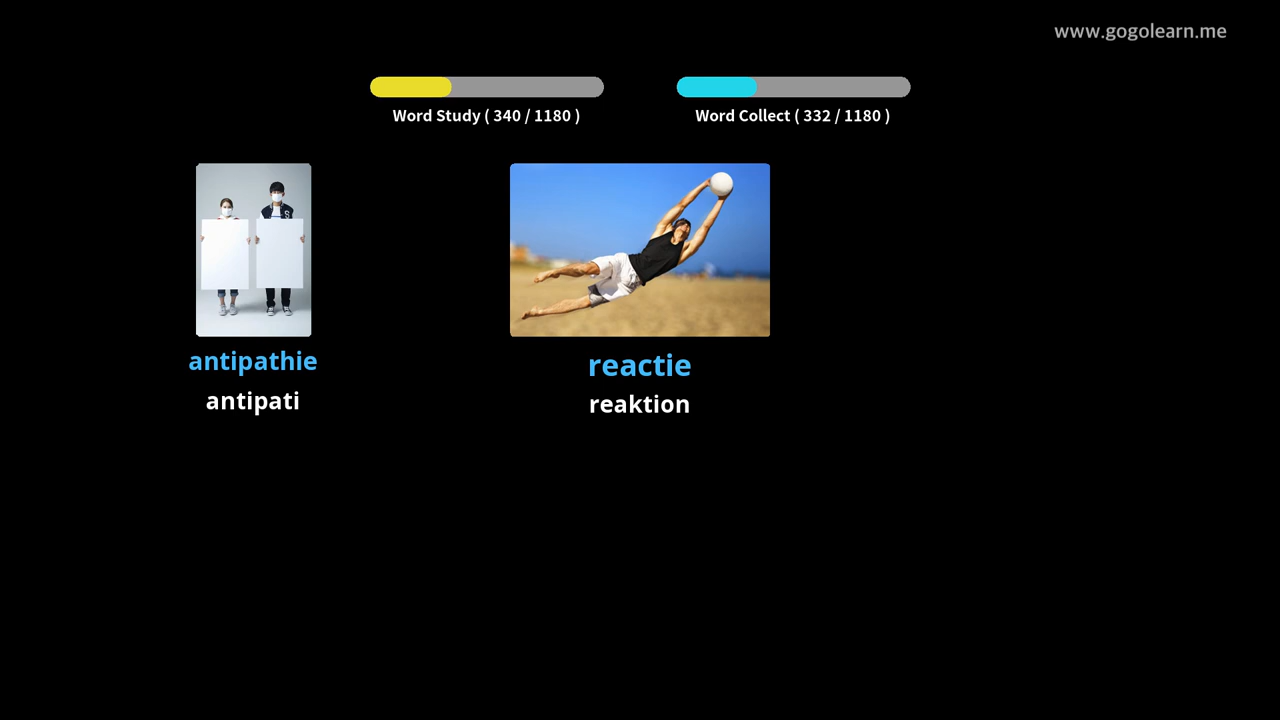 www.gogolearn.me
Word Study ( 340 / 1180 )
Word Collect ( 332 / 1180 )
antipathie
antipati
reactie
reaktion